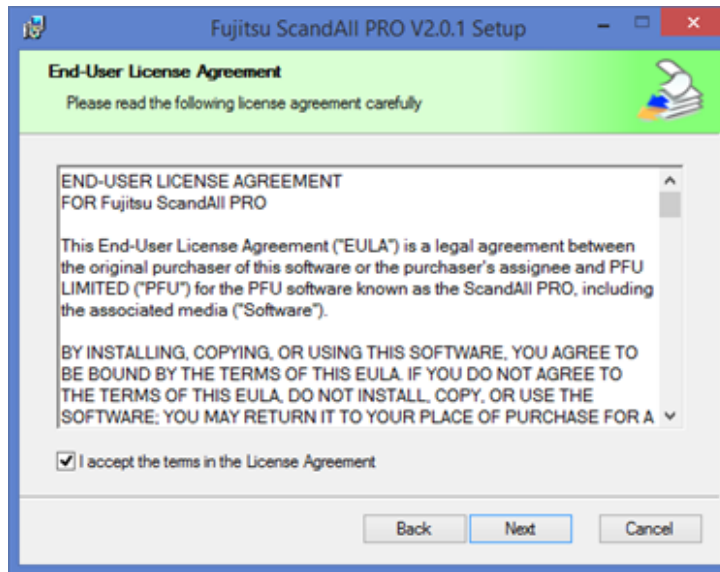 Fujitsu ScandAll PRO V2.0.1 Setup
End-User License Agreement
Please read the following license agreement carefully
END-USER LICENSE AGREEMENT
FOR Fujitsu ScandAll PRO
This End-User License Agreement ("EULA") is a legal agreement between
the original purchaser of this software or the purchaser's assignee and PFU
LIMITED ("PFU") for the PFU software known as the ScandAll PRO, including
the associated media ("Software").
BY INSTALLING, COPYING, OR USING THIS SOFTWARE, YOU AGREE TO
BE BOUND BY THE TERMS OF THIS EULA. IF YOU DO NOT AGREE TO
THE TERMS OF THIS EULA, DO NOT INSTALL, COPY, OR USE THE
SOFTWARE; YOU MAY RETURN IT TO YOUR PLACE OF PURCHASE FOR A
I accept the terms in the License Agreement
Back Next Cancel